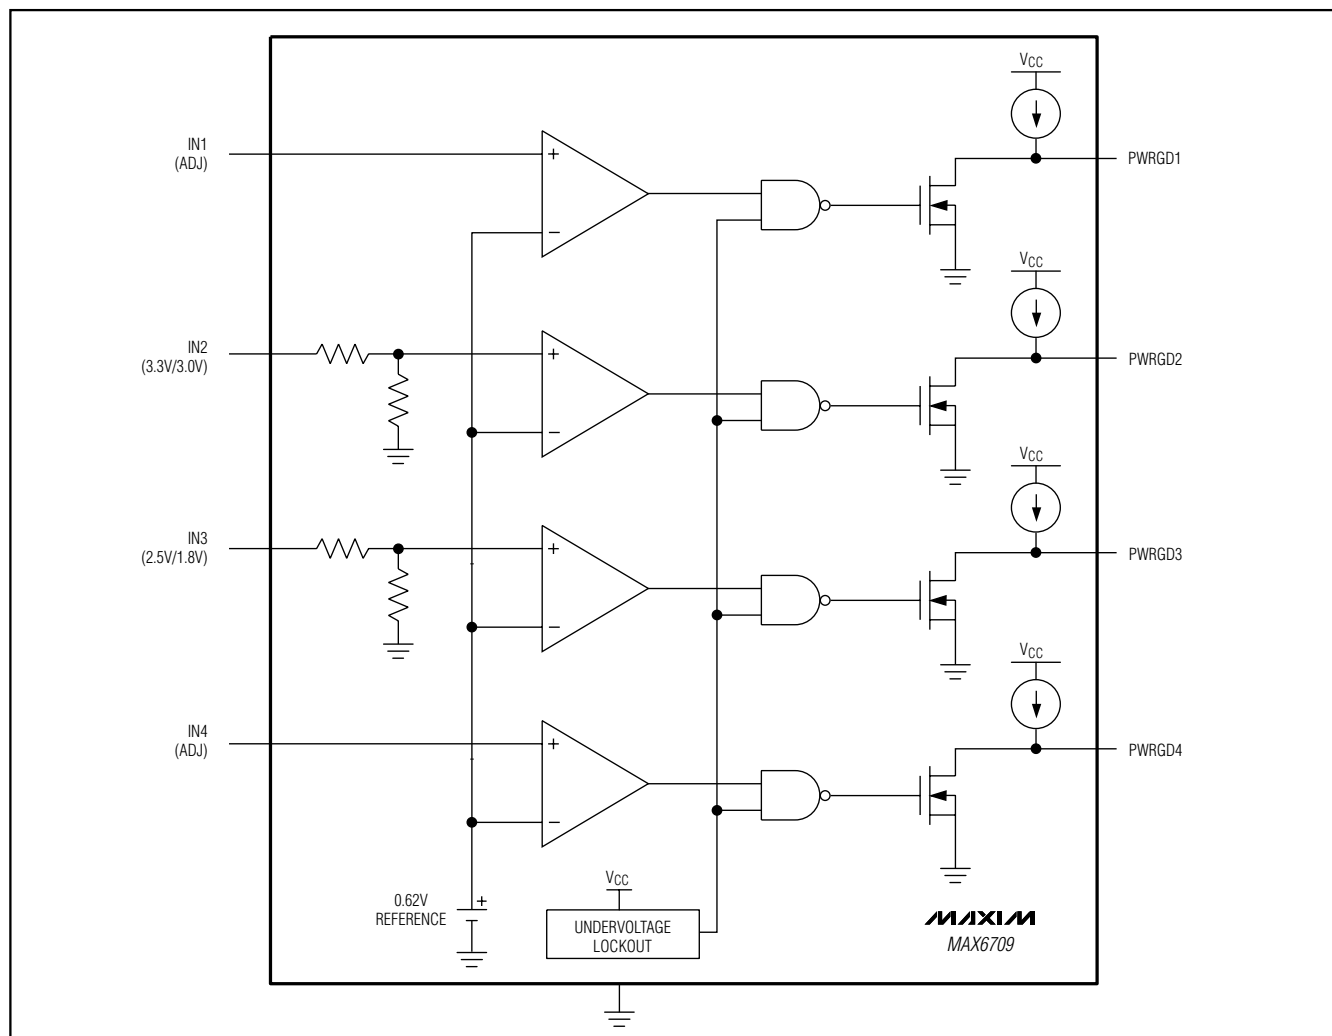 VCC
IN1
(ADJ)
+
−
PWRGD1
VCC
IN2
(3.3V/3.0V)
+
−
PWRGD2
VCC
IN3
(2.5V/1.8V)
+
−
PWRGD3
VCC
IN4
(ADJ)
+
−
PWRGD4
0.62V
REFERENCE
+
VCC
UNDERVOLTAGE
LOCKOUT
MAXIM
MAX6709